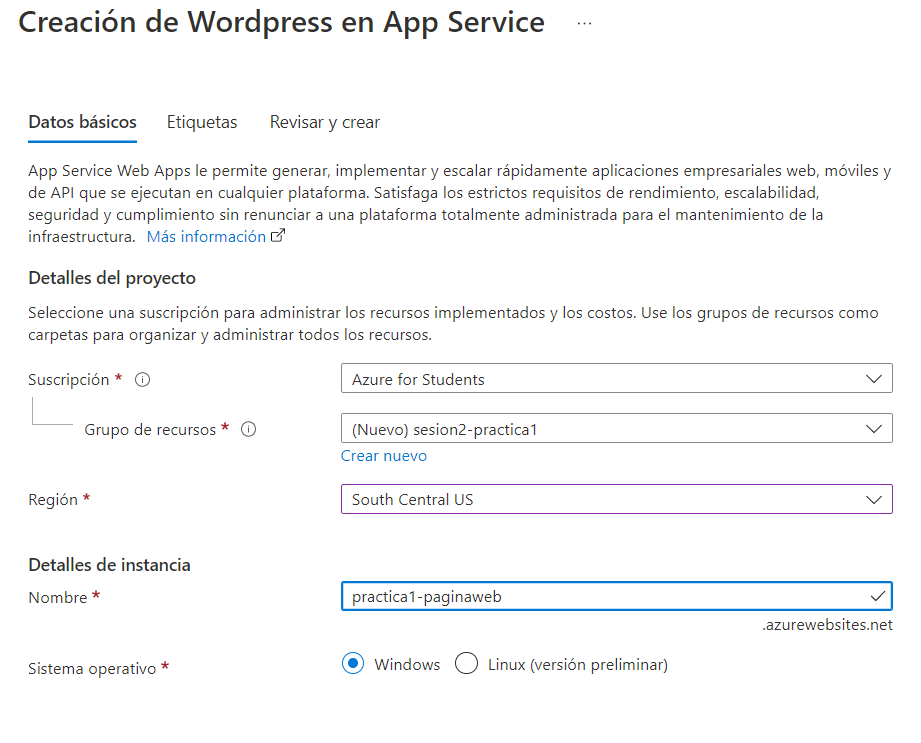 Creación de Wordpress en App Service ...
Datos básicos Etiquetas Revisar y crear
App Service Web Apps le permite generar, implementar y escalar rápidamente aplicaciones empresariales web, móviles y
de API que se ejecutan en cualquier plataforma. Satisfaga los estrictos requisitos de rendimiento, escalabilidad,
seguridad y cumplimiento sin renunciar a una plataforma totalmente administrada para el mantenimiento de la
infraestructura. Más información
Detalles del proyecto
Seleccione una suscripción para administrar los recursos implementados y los costos. Use los grupos de recursos como
carpetas para organizar y administrar todos los recursos.
Suscripción * Azure for Students
Grupo de recursos * (Nuevo) sesion2-practica1
Crear nuevo
Región * South Central US
Detalles de instancia
Nombre * practica1-paginaweb
.azurewebsites.net
Sistema operativo * Windows Linux (versión preliminar)